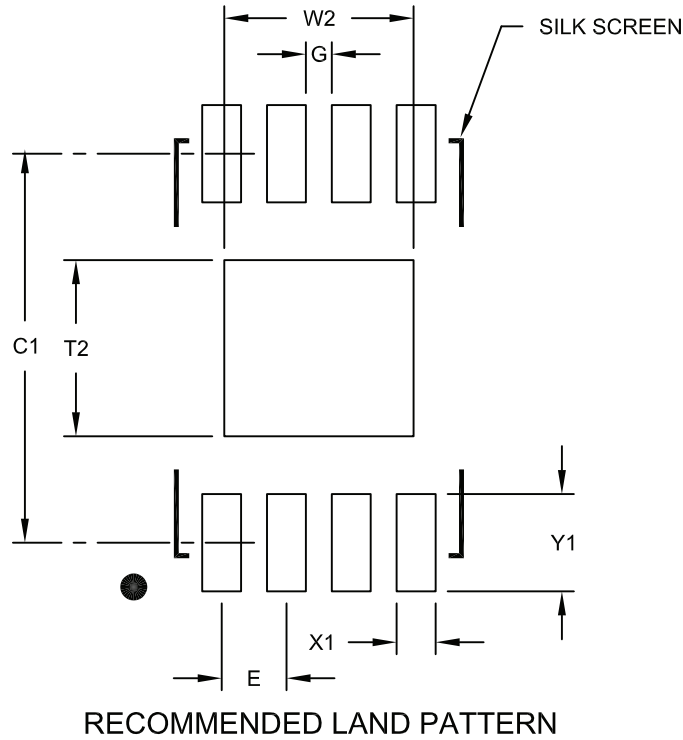 W2
SILK SCREEN
G
C1
T2
Y1
X1
E
RECOMMENDED LAND PATTERN